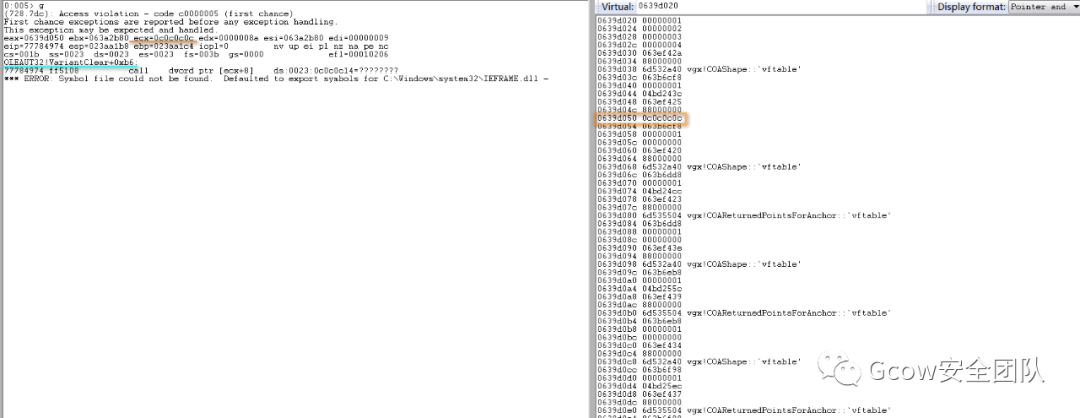 0:005> g
(728.7dc): Access violation - code c0000005 (first chance)
First chance exceptions are reported before any exception handling.
This exception may be expected and handled.
eax=0639d050 ebx=063a2b80 ecx=0c0c0c0c edx=0000008a esi=063a2b80 edi=00000009
eip=77784974 esp=023aa1b8 ebp=023aa1c4 iopl=0 nv up ei pl nz na pe nc
cs=001b ss=0023 ds=0023 es=0023 fs=003b gs=0000 efl=00010206
OLEAUT32!VariantClear+0xb6:
77784974 ff5108 call dword ptr [ecx+8] ds:0023:0c0c0c14=????????
*** ERROR: Symbol file could not be found. Defaulted to export symbols for C:\Windows\system32\IEFRAME.dll -
Virtual: 0639d020 Display format: Pointer and
0639d020 00000001
0639d024 00000000
0639d028 00000003
0639d02c 00000004
0639d030 063ef42a
0639d034 88000000
0639d038 6d532a40 vgx!COAShape::`vftable'
0639d03c 063b6cf8
0639d040 00000001
0639d044 04bd243c
0639d048 063ef425
0639d04c 88000000
0639d050 0c0c0c0c
0639d054 063b6cf8
0639d058 00000001
0639d05c 00000000
0639d060 063ef420
0639d064 88000000
0639d068 6d532a40 vgx!COAShape::`vftable'
0639d06c 063b6dd8
0639d070 00000001
0639d074 04bd24cc
0639d078 063ef423
0639d07c 88000000
0639d080 6d535504 vgx!COAReturnedPointsForAnchor::`vftable'
0639d084 063b6dd8
0639d088 00000001
0639d08c 00000000
0639d090 063ef43e
0639d094 88000000
0639d098 6d532a40 vgx!COAShape::`vftable'
0639d09c 063b6eb8
0639d0a0 00000001
0639d0a4 04bd255c
0639d0a8 063ef439
0639d0ac 88000000
0639d0b0 6d535504 vgx!COAReturnedPointsForAnchor::`vftable'
0639d0b4 063b6eb8
0639d0b8 00000001
0639d0bc 00000000
0639d0c0 063ef434
0639d0c4 88000000
0639d0c8 6d532a40 vgx!COAShape::`vftable'
0639d0cc 063b6f98
0639d0d0 00000001
0639d0d4 04bd25ec
0639d0d8 063ef437
0639d0dc 88000000
0639d0e0 6d535504 vgx!COAReturnedPointsForAnchor::`vftable'
Gcow安全团队